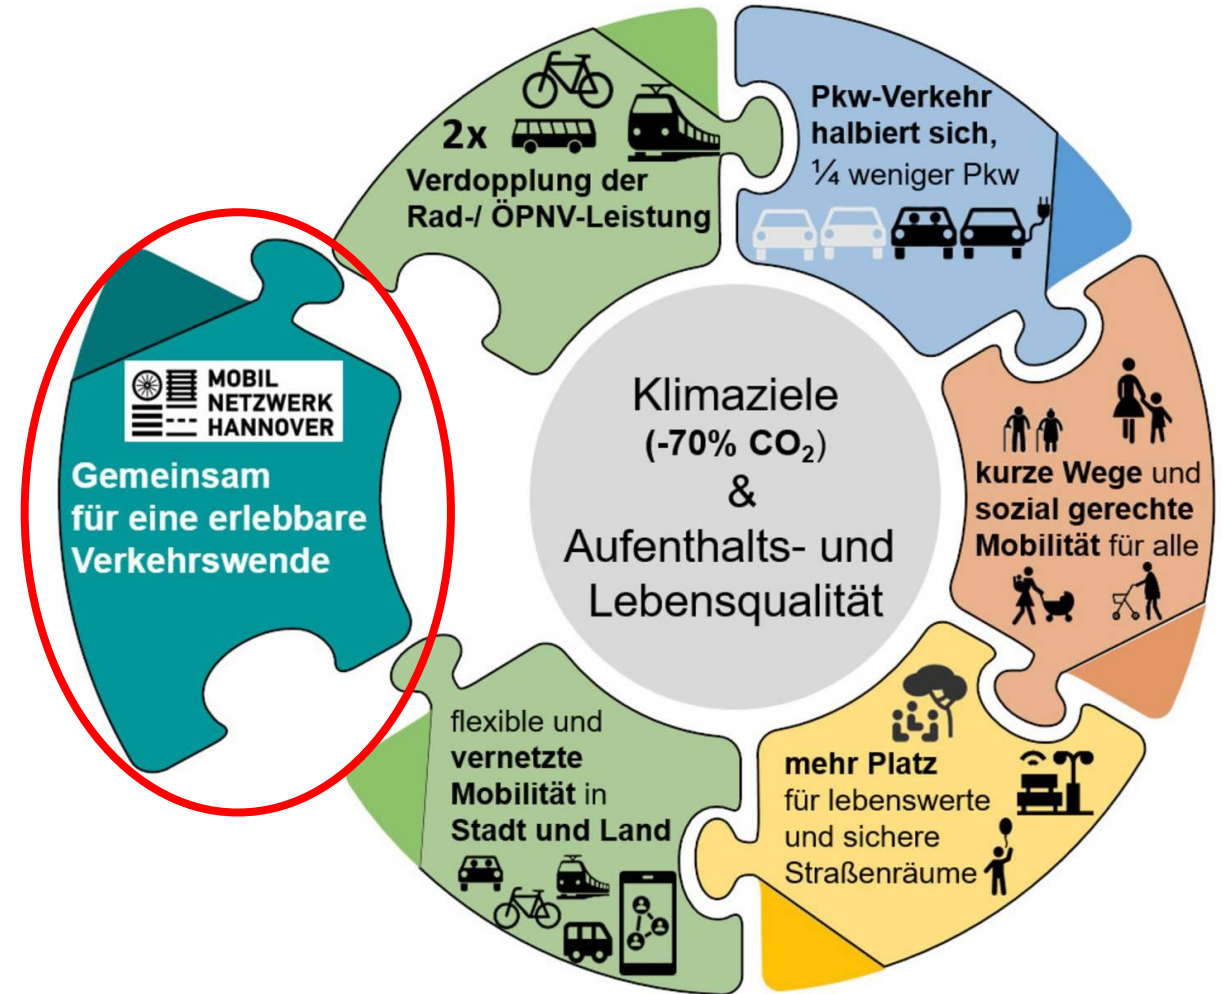 2x
Verdopplung der
Rad-/ ÖPNV-Leistung
Pkw-Verkehr
halbiert sich,
¼ weniger Pkw
kurze Wege und
sozial gerechte
Mobilität für alle
mehr Platz
für lebenswerte
und sichere
Straßenräume
flexible und
vernetzte
Mobilität in
Stadt und Land
MOBIL
NETZWERK
HANNOVER
Gemeinsam
für eine erlebbare
Verkehrswende
Klimaziele
(-70% CO₂)
&
Aufenthalts- und
Lebensqualität